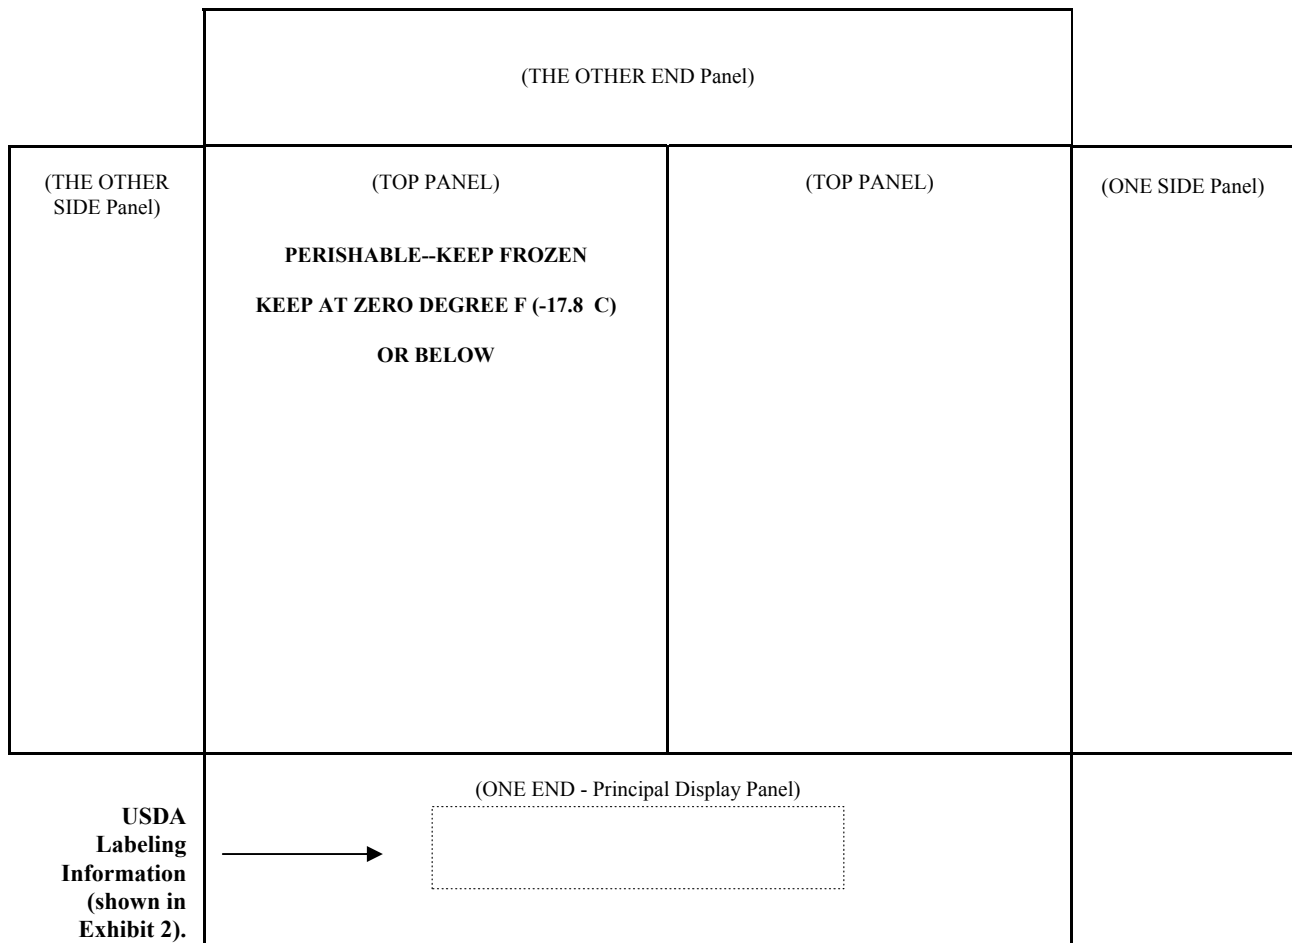 (THE OTHER END Panel)
(THE OTHER
SIDE Panel)
(TOP PANEL)
PERISHABLE--KEEP FROZEN
KEEP AT ZERO DEGREE F (-17.8  C)
OR BELOW
(TOP PANEL)
(ONE SIDE Panel)
(ONE END - Principal Display Panel)
USDA
Labeling
Information
(shown in
Exhibit 2).